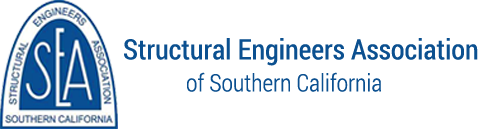 STRUCTURAL ENGINEERS ASSOCIATION
SEA
SOUTHERN CALIFORNIA
Structural Engineers Association
of Southern California